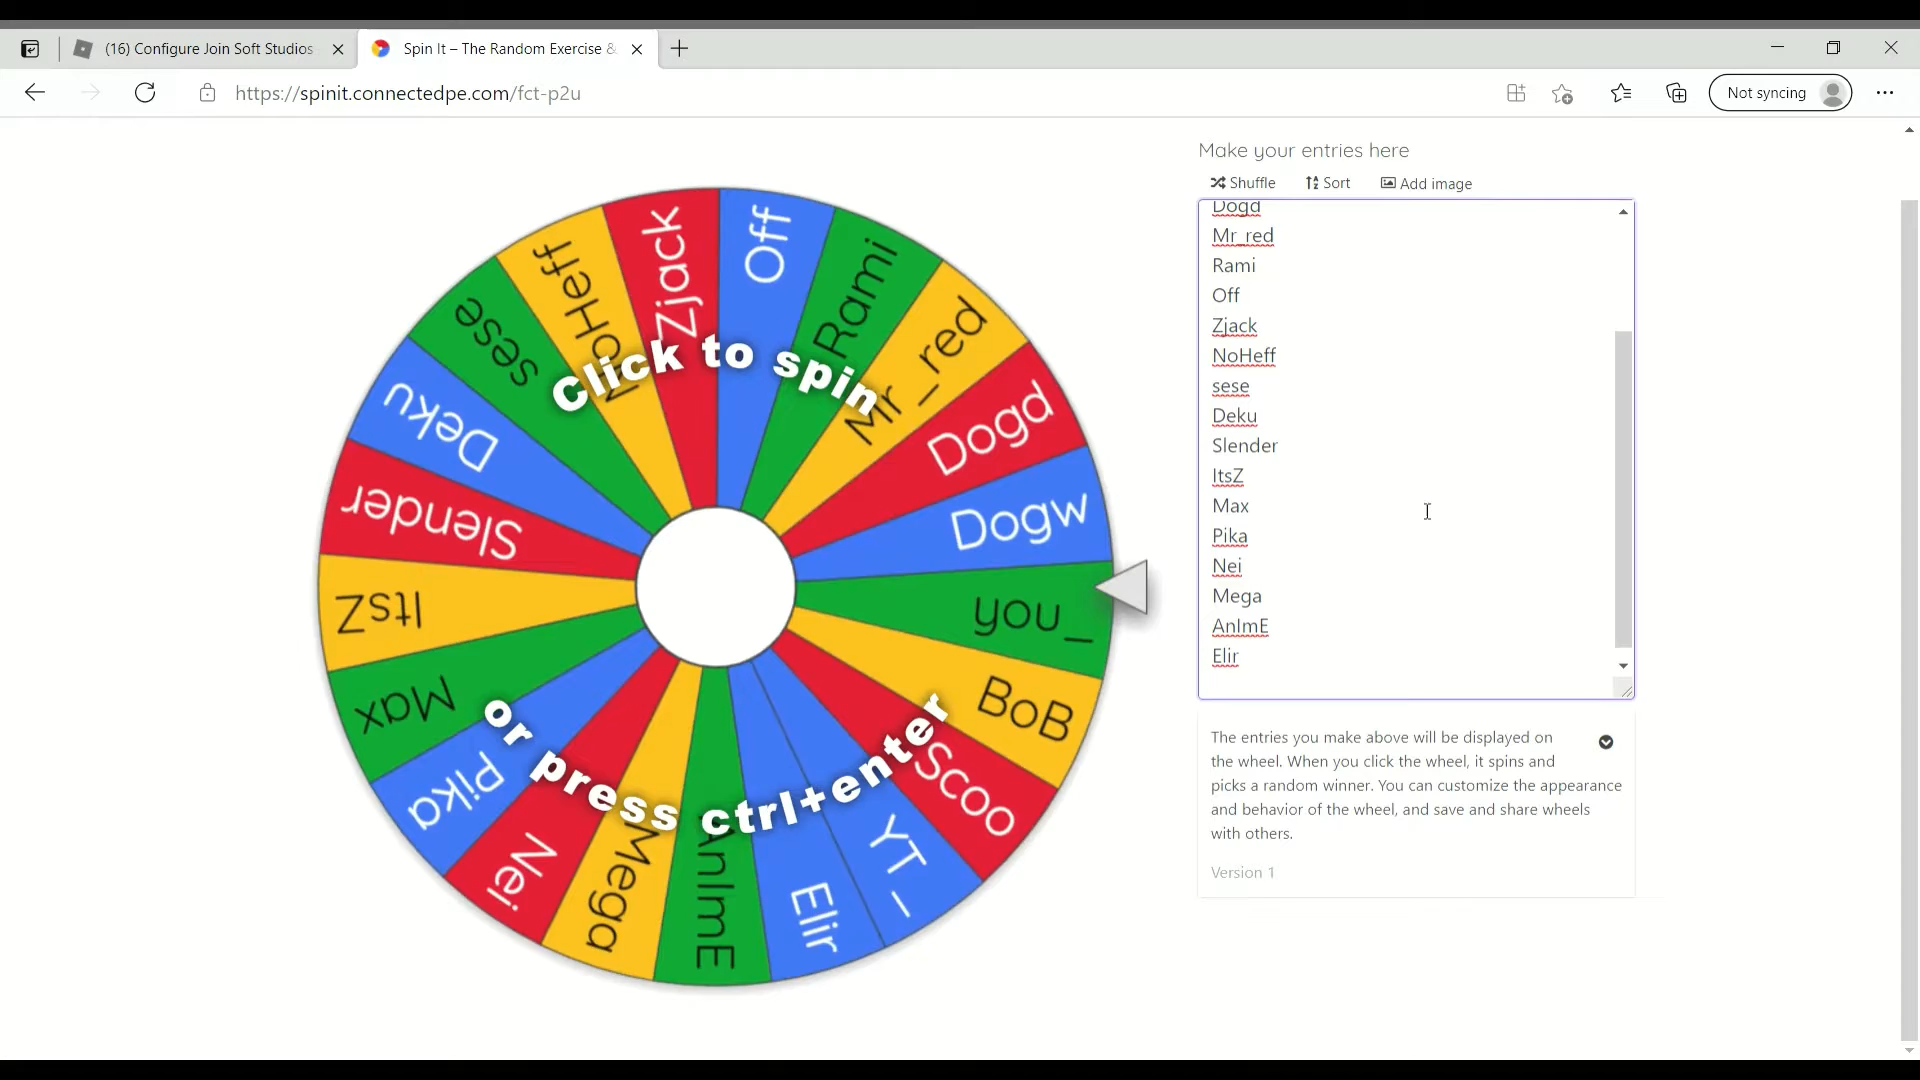 (16) Configure Join Soft Studios
Spin It – The Random Exercise &
https://spinit.connectedpe.com/fct-p2u
Not syncing
Make your entries here
Shuffle
Sort
Add image
Dogd
Mr_red
Rami
Off
Zjack
NoHeff
sese
Deku
Slender
ItsZ
Max
Pika
Nei
Mega
AnImE
Elir
The entries you make above will be displayed on
the wheel. When you click the wheel, it spins and
picks a random winner. You can customize the appearance
and behavior of the wheel, and save and share wheels
with others.
Version 1
Click to spin
or press ctrl+enter
Off
Rami
Mr_red
Dogd
Dogw
you_
BoB
Scoo
YT_
Elir
AnImE
Mega
Nei
Pika
Max
ItsZ
Slender
Deku
sese
NoHeff
Zjack